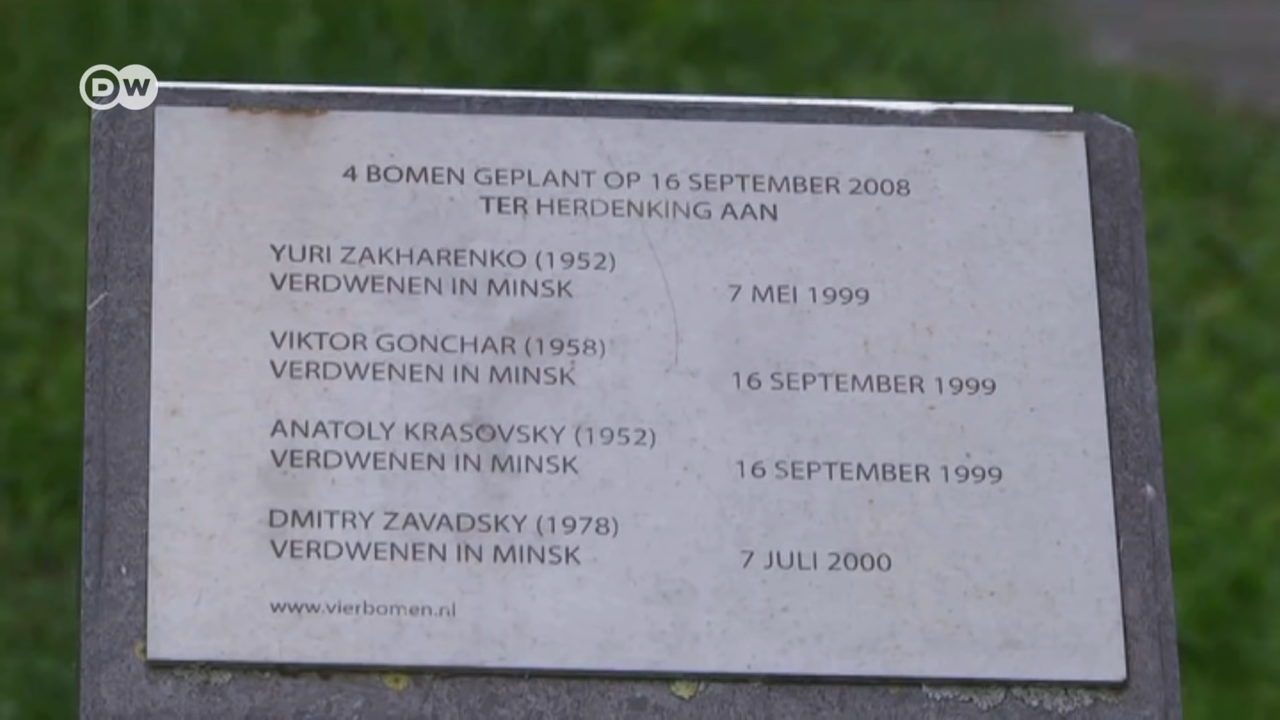 DW
4 BOMEN GEPLANT OP 16 SEPTEMBER 2008
TER HERDENKING AAN
YURI ZAKHARENKO (1952)
VERDWENEN IN MINSK 7 MEI 1999
VIKTOR GONCHAR (1958)
VERDWENEN IN MINSK 16 SEPTEMBER 1999
ANATOLY KRASOVSKY (1952)
VERDWENEN IN MINSK 16 SEPTEMBER 1999
DMITRY ZAVADSKY (1978)
VERDWENEN IN MINSK 7 JULI 2000
www.vierbomen.nl